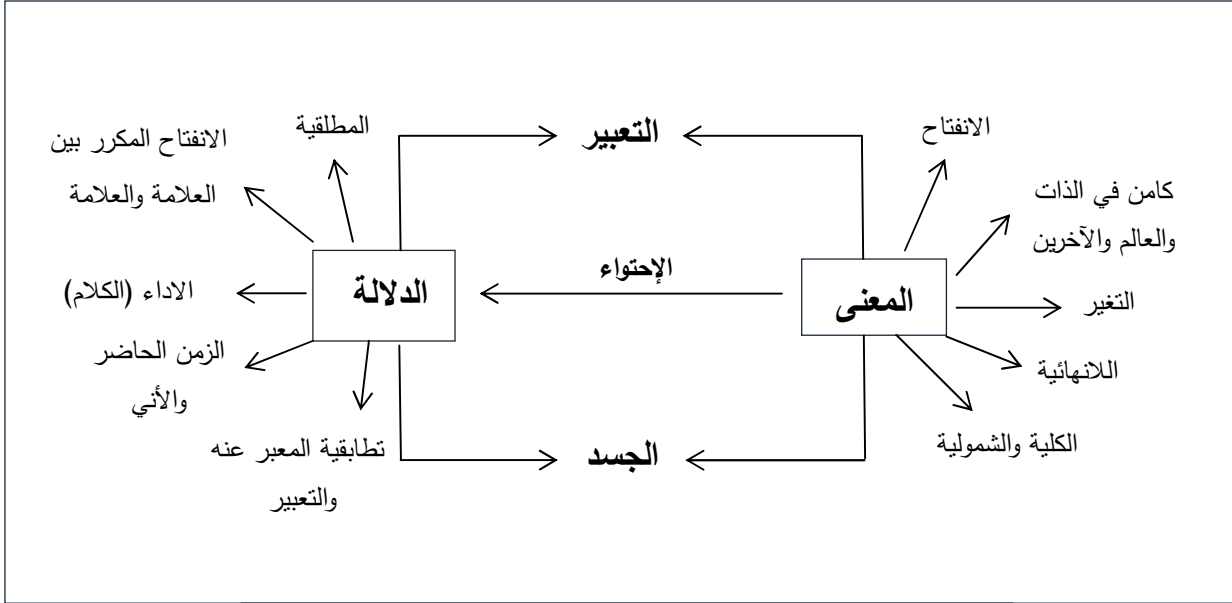 التعبير
الانفتاح
كامن في الذات
والعالم والآخرين
المعنى
التغير
اللانهائية
الكلية والشمولية
الإحتواء
الجسد
المطلقية
الانفتاح المكرر بين
العلامة والعلامة
الدلالة
الاداء (الكلام)
الزمن الحاضر
والأني
تطابقية المعبر عنه
والتعبير